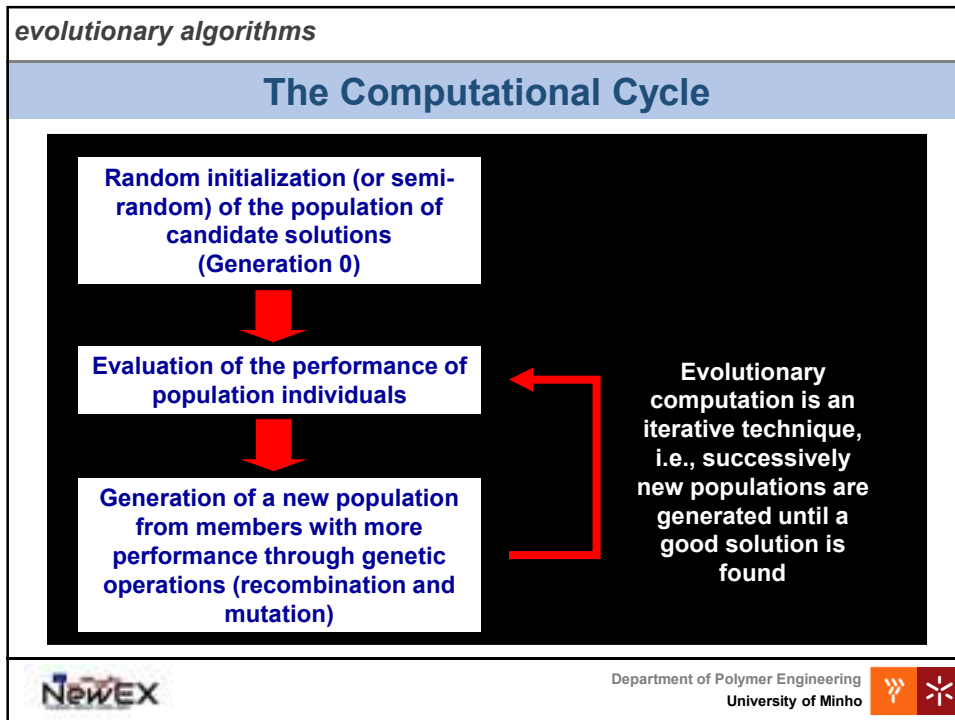 evolutionary algorithms
The Computational Cycle
Random initialization (or semi-
random) of the population of
candidate solutions
(Generation 0)
Evaluation of the performance of
population individuals
Generation of a new population
from members with more
performance through genetic
operations (recombination and
mutation)
Evolutionary
computation is an
iterative technique,
i.e., successively
new populations are
generated until a
good solution is
found
NewEX
Department of Polymer Engineering
University of Minho